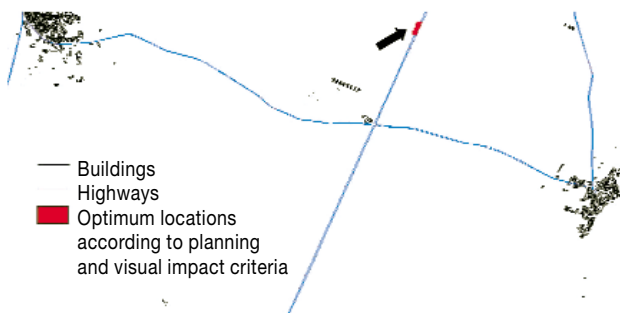 Buildings
Highways
Optimum locations
according to planning
and visual impact criteria